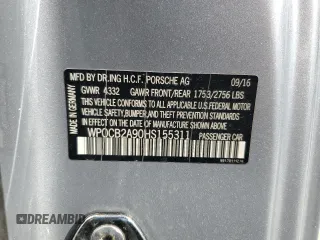 MFD BY DR.ING H.C.F. PORSCHE AG 09/16
GVWR 4332 GAWR FRONT/REAR 1753/2756 LBS
THIS VEHICLE CONFORMS TO ALL APPLICABLE U.S. FEDERAL MOTOR
VEHICLE SAFETY, BUMPER, AND THEFT PREVENTION STANDARDS
IN EFFECT ON THE DATE OF MANUFACTURE SHOWN ABOVE
WP0CB2A90HS155311 PASSENGER CAR
MADE IN GERMANY
DREAMBID